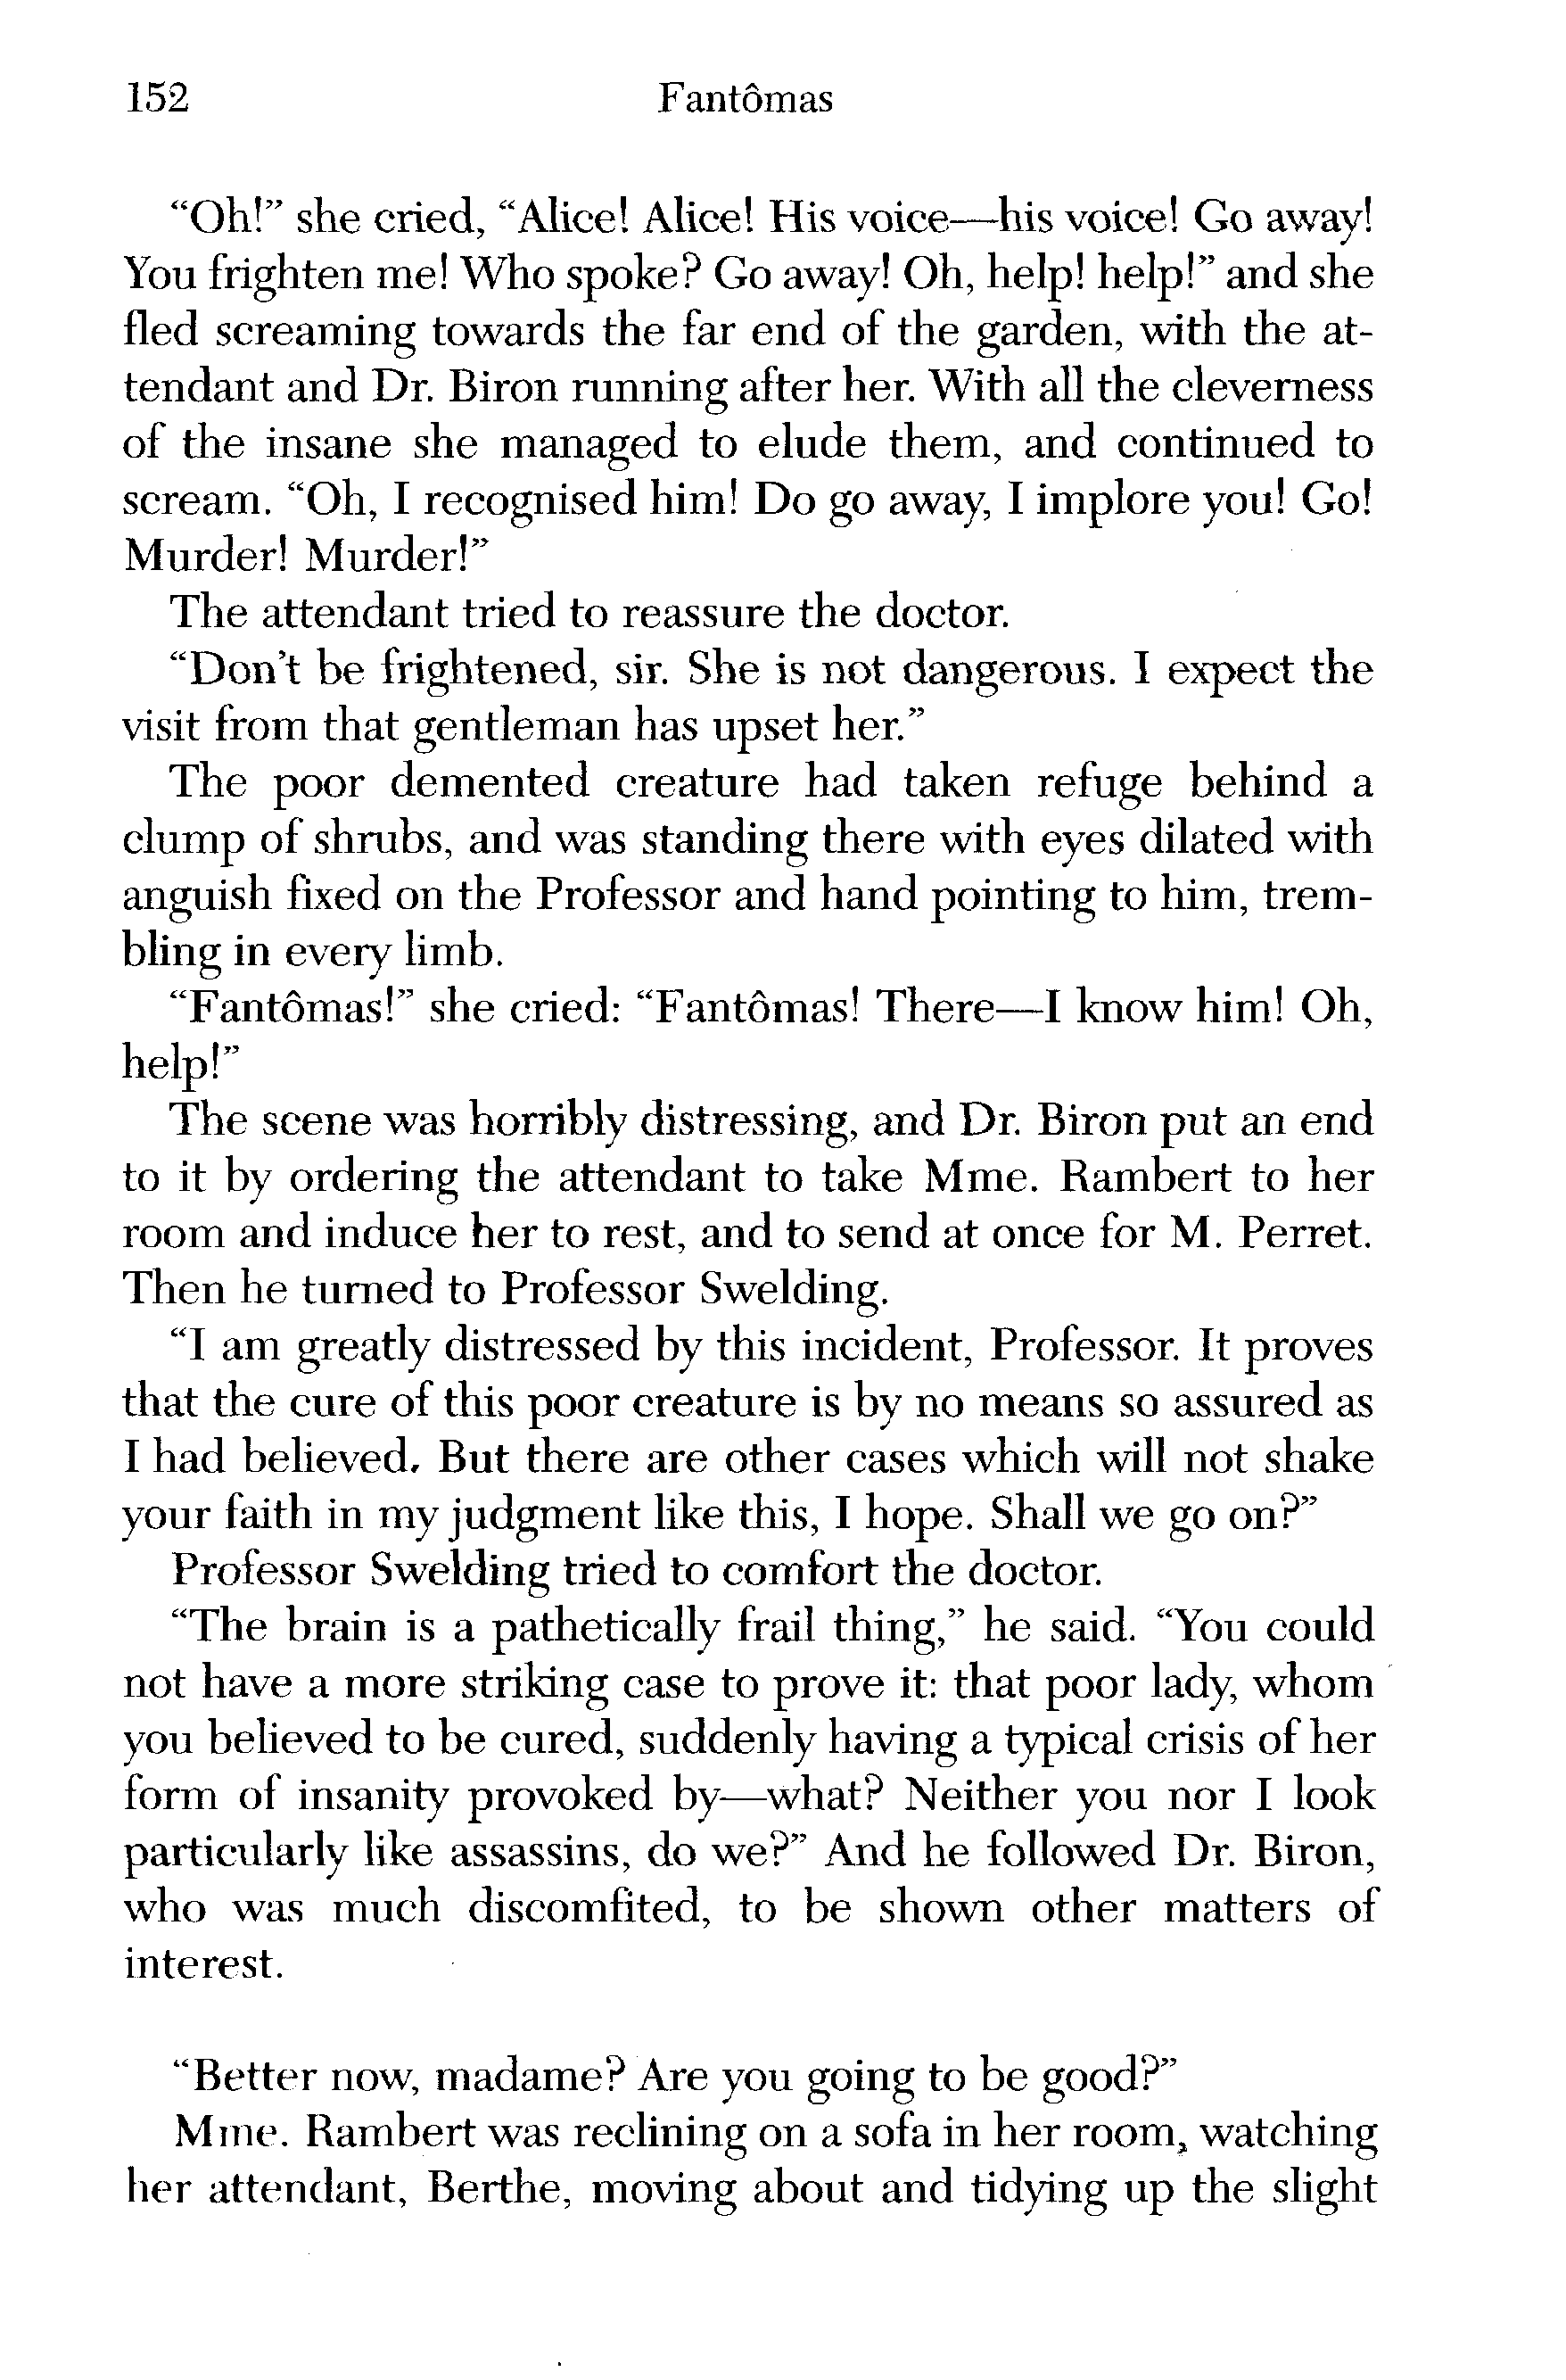 152 Fantômas
“Oh!” she cried, “Alice! Alice! His voice—his voice! Go away!
You frighten me! Who spoke? Go away! Oh, help! help!” and she
fled screaming towards the far end of the garden, with the at-
tendant and Dr. Biron running after her. With all the cleverness
of the insane she managed to elude them, and continued to
scream. “Oh, I recognised him! Do go away, I implore you! Go!
Murder! Murder!”
The attendant tried to reassure the doctor.
“Don’t be frightened, sir. She is not dangerous. I expect the
visit from that gentleman has upset her.”
The poor demented creature had taken refuge behind a
clump of shrubs, and was standing there with eyes dilated with
anguish fixed on the Professor and hand pointing to him, trem-
bling in every limb.
“Fantômas!” she cried: “Fantômas! There—I know him! Oh,
help!”
The scene was horribly distressing, and Dr. Biron put an end
to it by ordering the attendant to take Mme. Rambert to her
room and induce her to rest, and to send at once for M. Perret.
Then he turned to Professor Swelding.
“I am greatly distressed by this incident, Professor. It proves
that the cure of this poor creature is by no means so assured as
I had believed. But there are other cases which will not shake
your faith in my judgment like this, I hope. Shall we go on?”
Professor Swelding tried to comfort the doctor.
“The brain is a pathetically frail thing,” he said. “You could
not have a more striking case to prove it: that poor lady, whom
you believed to be cured, suddenly having a typical crisis of her
form of insanity provoked by—what? Neither you nor I look
particularly like assassins, do we?” And he followed Dr. Biron,
who was much discomfited, to be shown other matters of
interest.
“Better now, madame? Are you going to be good?”
Mme. Rambert was reclining on a sofa in her room, watching
her attendant, Berthe, moving about and tidying up the slight